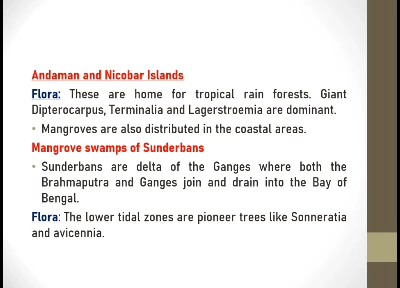 Andaman and Nicobar Islands
Flora: These are home for tropical rain forests. Giant
Dipterocarpus, Terminalia and Lagerstroemia are dominant.
• Mangroves are also distributed in the coastal areas.
Mangrove swamps of Sunderbans
• Sunderbans are delta of the Ganges where both the
Brahmaputra and Ganges join and drain into the Bay of
Bengal.
Flora: The lower tidal zones are pioneer trees like Sonneratia
and avicennia.